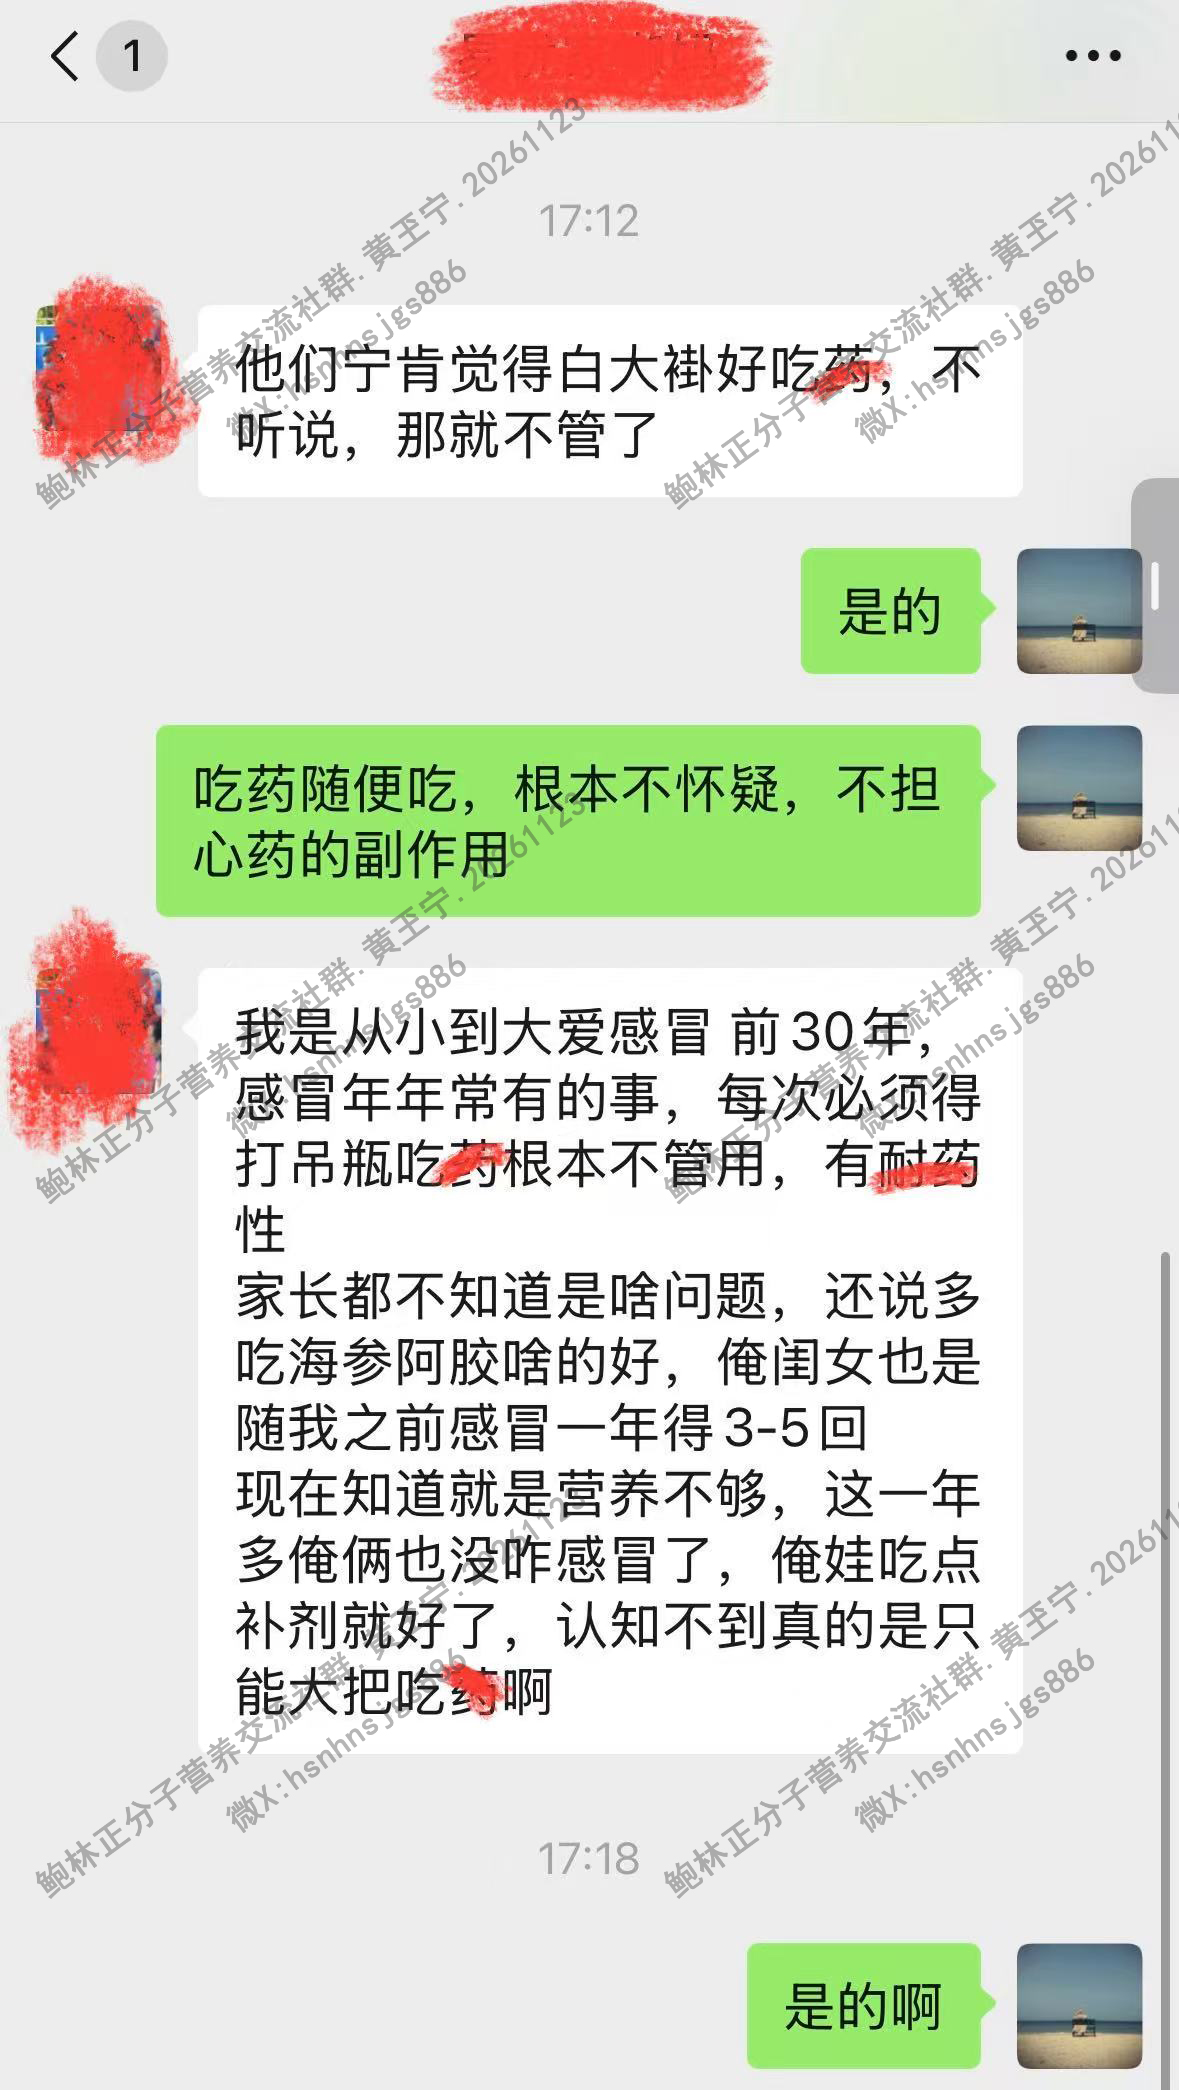 1
17:12
他们宁肯觉得白大褂好吃药，不
听说，那就不管了
是的
吃药随便吃，根本不怀疑，不担
心药的副作用
我是从小到大爱感冒 前30年，
感冒年年常有的事，每次必须得
打吊瓶吃药根本不管用，有耐药
性
家长都不知道是啥问题，还说多
吃海参阿胶啥的好，俺闺女也是
随我之前感冒一年得3-5回
现在知道就是营养不够，这一年
多俺俩也没咋感冒了，俺娃吃点
补剂就好了，认知不到真的是只
能大把吃药啊
17:18
是的啊
鲍林正分子营养交流社群.黄玊宁.20261123
微X:hsnhnsjgs886